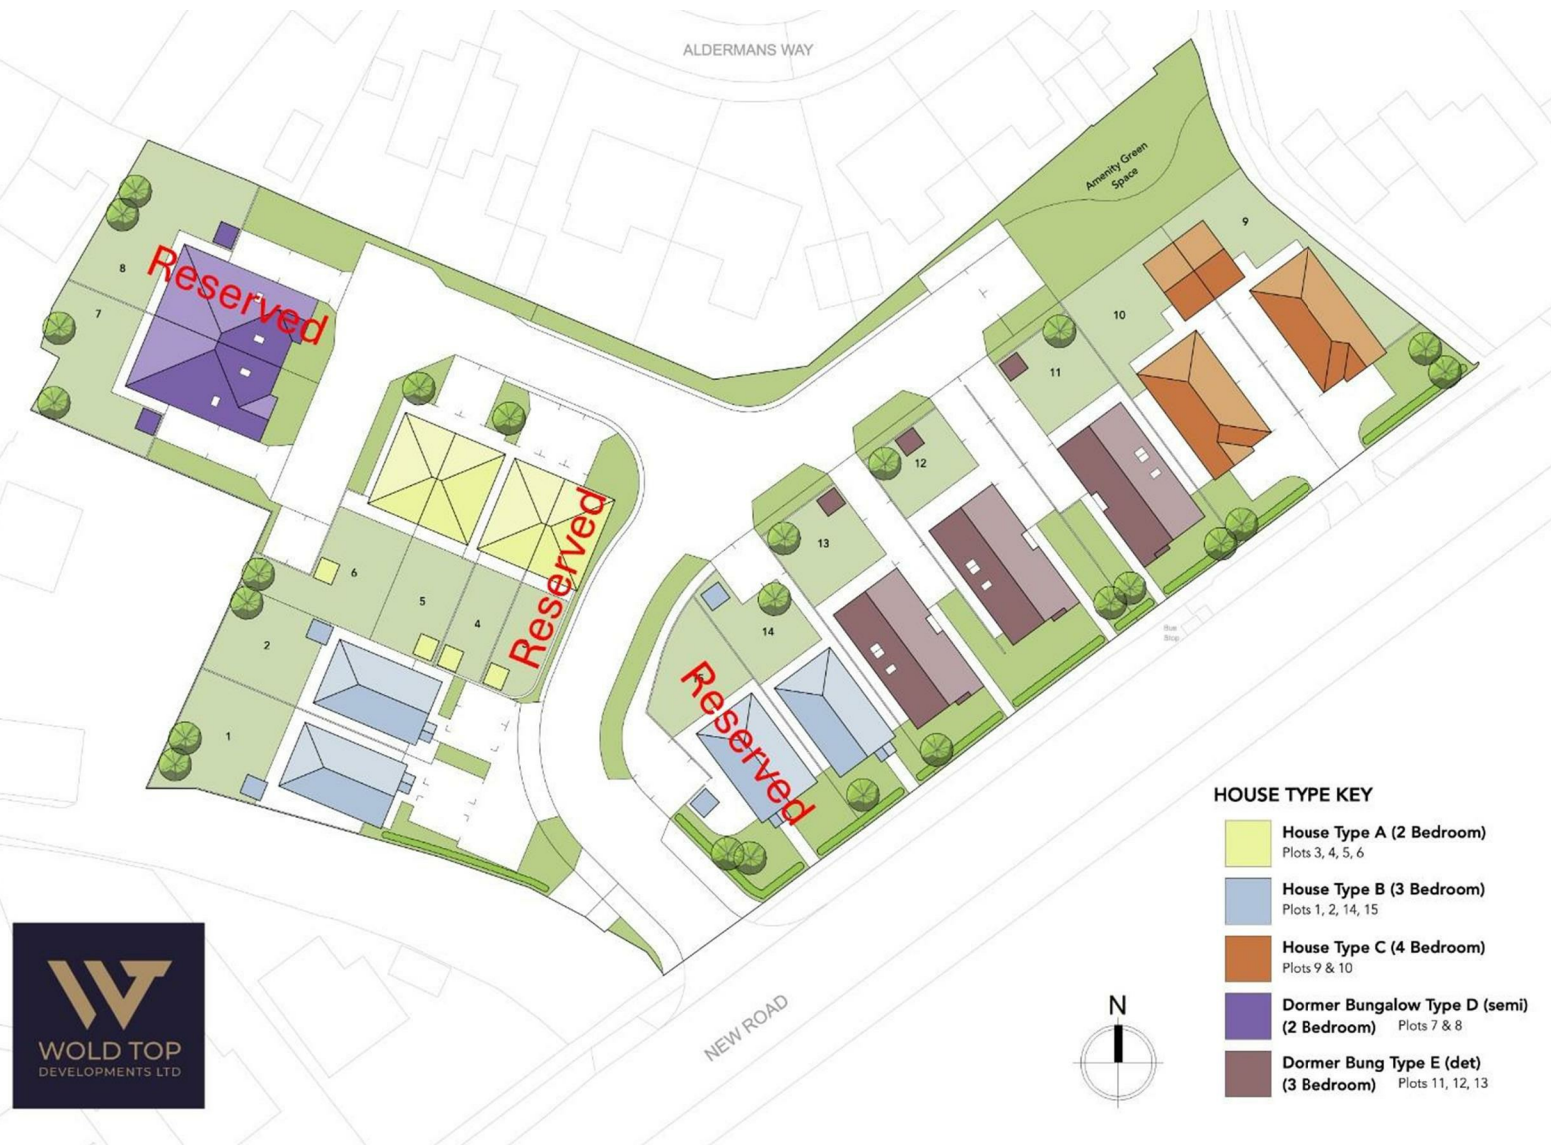 ALDERMANS WAY
Amenity Green
Space
9
8
Reserved
7
10
11
12
13
6
5
4
Reserved
14
2
1
Reserved
Bus
Stop
NEW ROAD
N
HOUSE TYPE KEY
House Type A (2 Bedroom)
Plots 3, 4, 5, 6
House Type B (3 Bedroom)
Plots 1, 2, 14, 15
House Type C (4 Bedroom)
Plots 9 & 10
Dormer Bungalow Type D (semi)
(2 Bedroom) Plots 7 & 8
Dormer Bung Type E (det)
(3 Bedroom) Plots 11, 12, 13
WOLD TOP
DEVELOPMENTS LTD